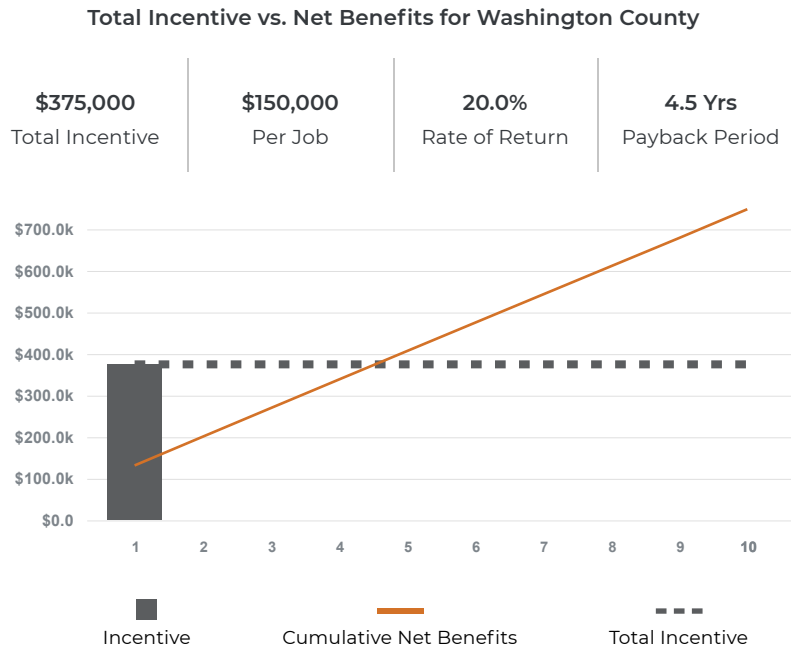 Total Incentive vs. Net Benefits for Washington County
$375,000 $150,000 20.0% 4.5 Yrs
Total Incentive Per Job Rate of Return Payback Period
$700.0k
$600.0k
$500.0k
$400.0k
$300.0k
$200.0k
$100.0k
$0.0
1 2 3 4 5 6 7 8 9 10
Incentive Cumulative Net Benefits Total Incentive